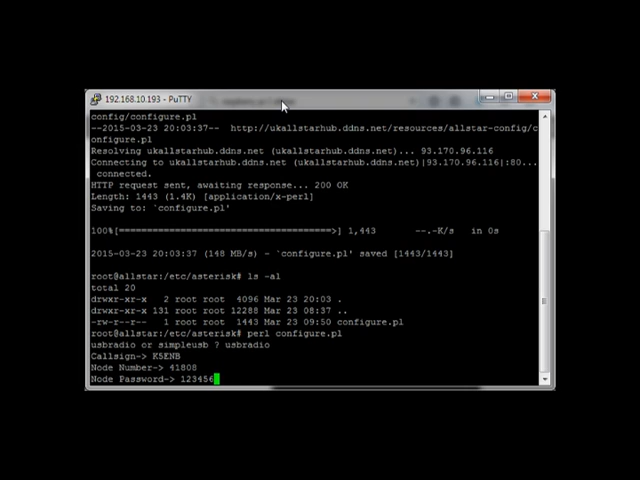 192.168.10.193 - PuTTY
config/configure.pl
--2015-03-23 20:03:37--  http://ukallstarhub.ddns.net/resources/allstar-config/c
onfigure.pl
Resolving ukallstarhub.ddns.net (ukallstarhub.ddns.net)... 93.170.96.116
Connecting to ukallstarhub.ddns.net (ukallstarhub.ddns.net)|93.170.96.116|:80...
 connected.
HTTP request sent, awaiting response... 200 OK
Length: 1443 (1.4K) [application/x-perl]
Saving to: `configure.pl'
100%[======================================>] 1,443       --.-K/s   in 0s
2015-03-23 20:03:37 (148 MB/s) - `configure.pl' saved [1443/1443]
root@allstar:/etc/asterisk# ls -al
total 20
drwxr-xr-x   2 root root  4096 Mar 23 20:03 .
drwxr-xr-x 131 root root 12288 Mar 23 08:37 ..
-rw-r--r--   1 root root  1443 Mar 23 09:50 configure.pl
root@allstar:/etc/asterisk# perl configure.pl
usbradio or simpleusb ? usbradio
Callsign-> K5ENB
Node Number-> 41808
Node Password-> 123456